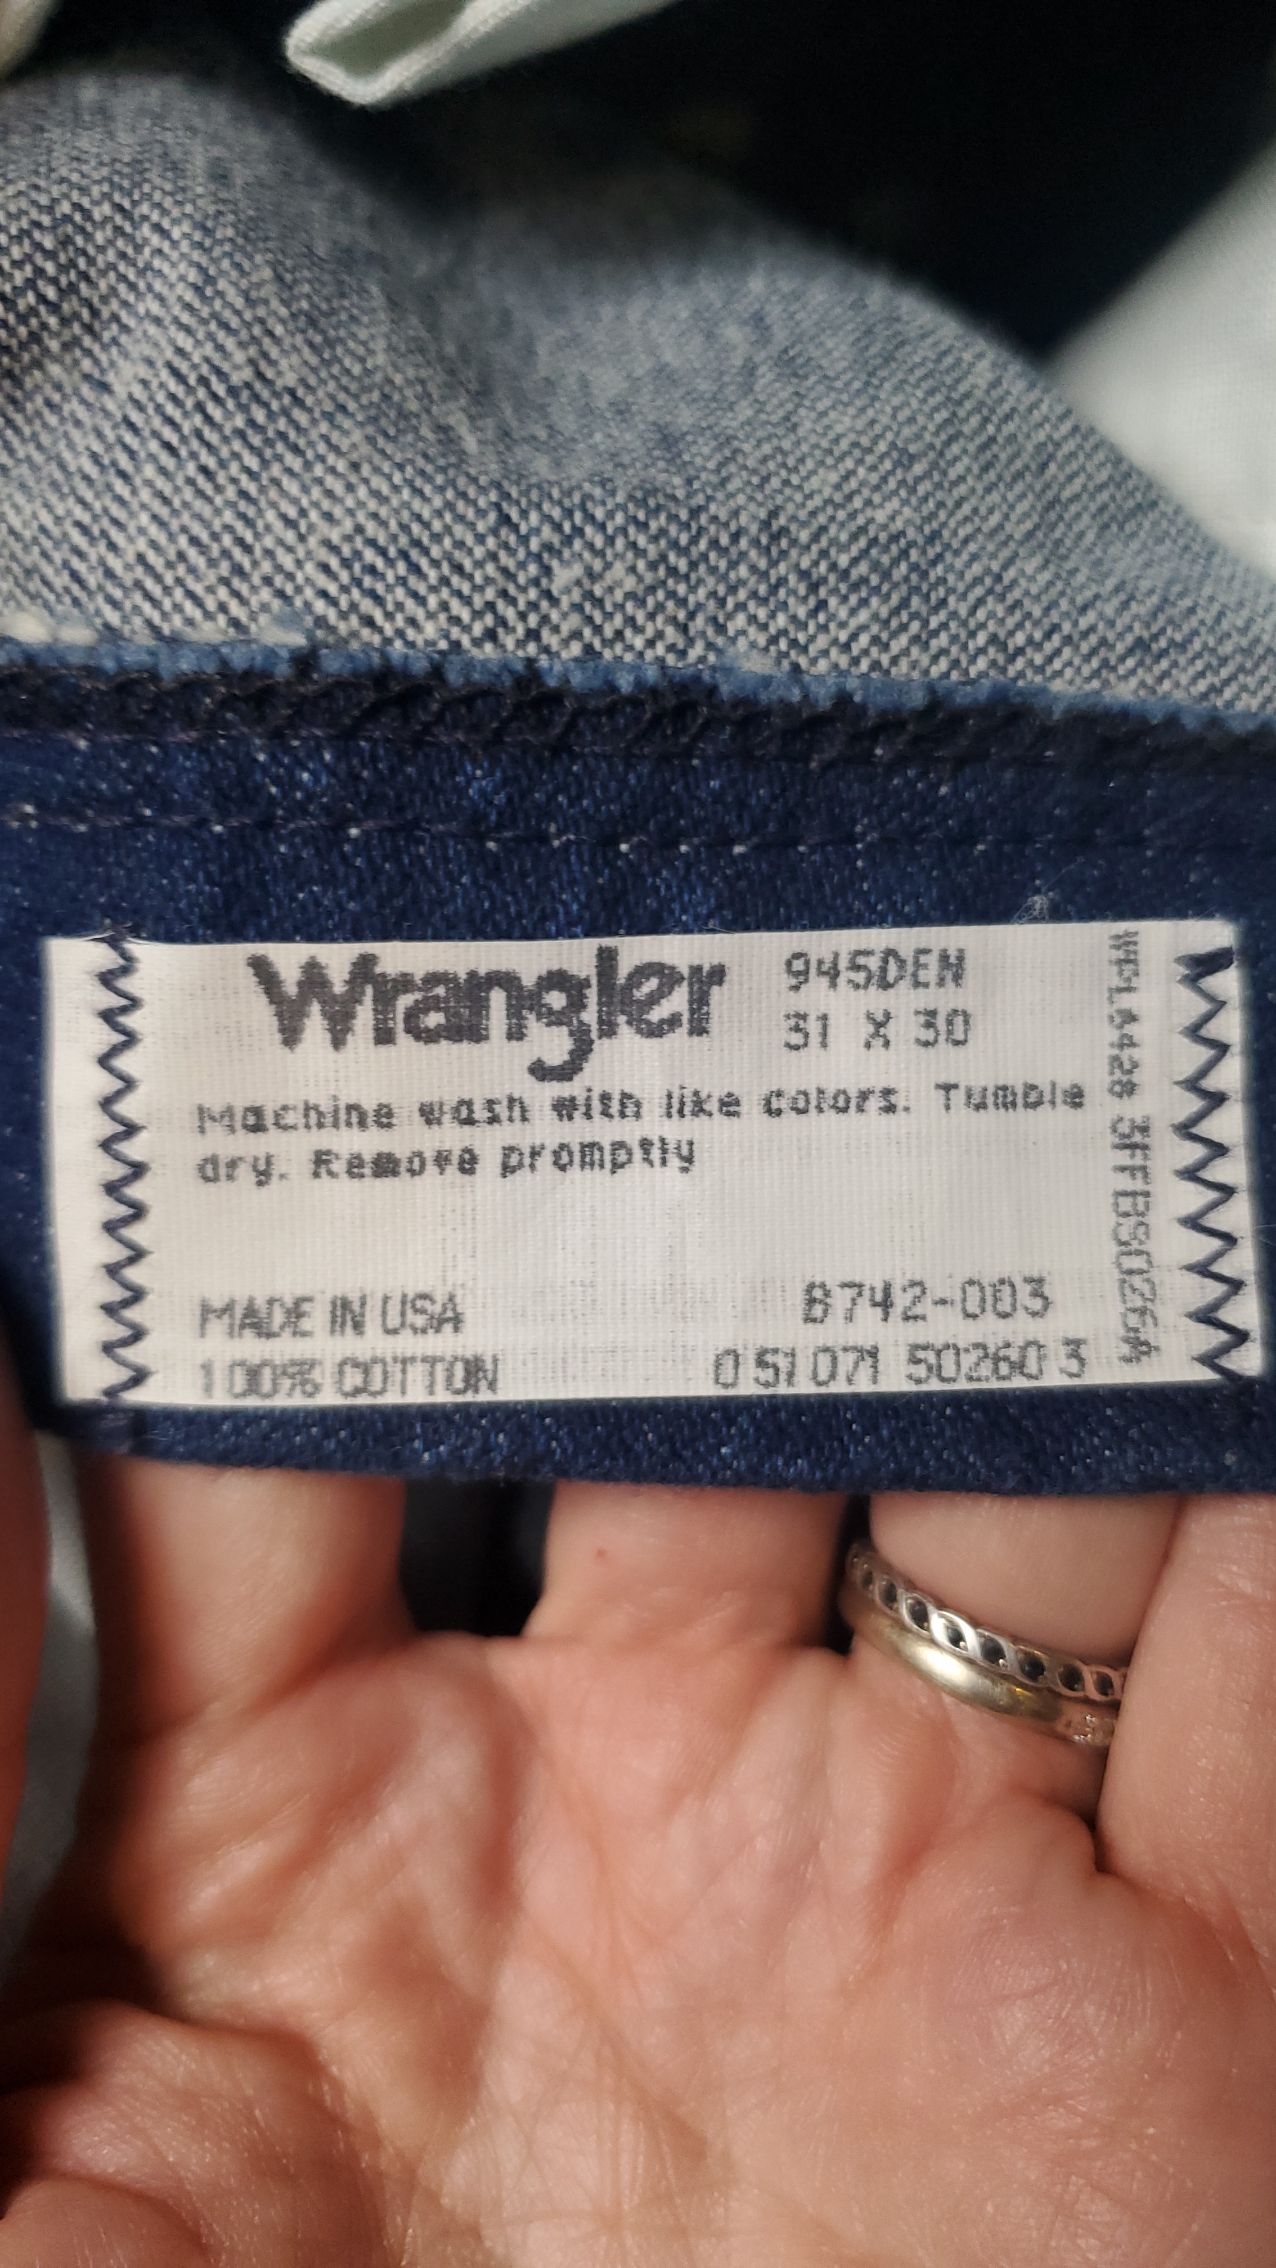 Wrangler 945DEN
31 X 30
Machine wash with like colors. Tumble
dry. Remove promptly
MADE IN USA B742-003
100% COTTON 0 51071 50260 3
WPL6428 3FFBS026A